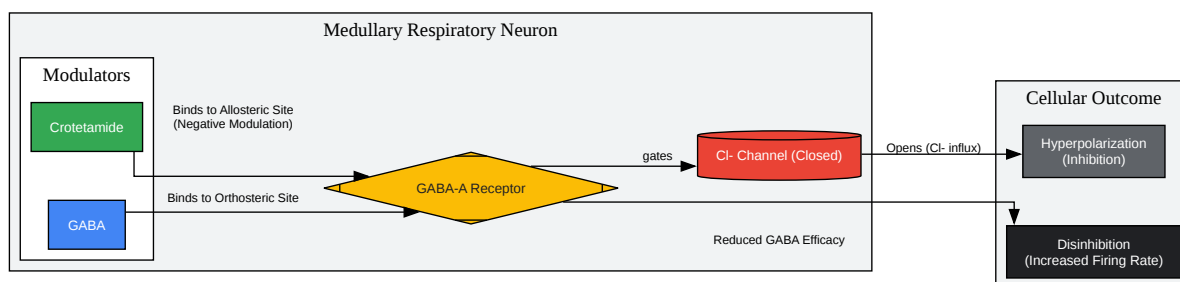 Medullary Respiratory Neuron
Modulators
Crotetamide
Binds to Allosteric Site
(Negative Modulation)
GABA
Binds to Orthosteric Site
GABA-A Receptor
gates
Cl- Channel (Closed)
Opens (Cl- influx)
Reduced GABA Efficacy
Cellular Outcome
Hyperpolarization
(Inhibition)
Disinhibition
(Increased Firing Rate)